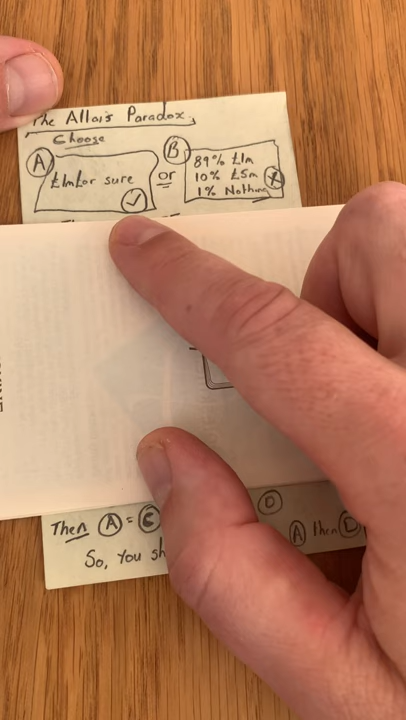 The Allais Paradox.
Choose
A £1m for sure or B 89% £1m
10% £5m
1% Nothing
Then A = C D
A then D
So, you sh